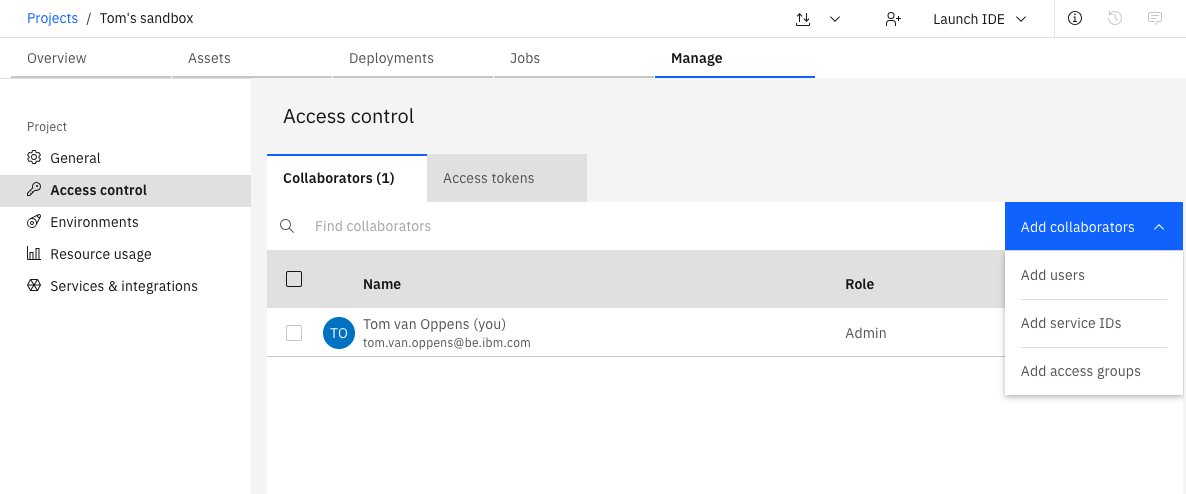 Projects / Tom's sandbox
Launch IDE
Overview
Assets
Deployments
Jobs
Manage
Project
General
Access control
Environments
Resource usage
Services & integrations
Access control
Collaborators (1)
Access tokens
Find collaborators
Add collaborators
Add users
Add service IDs
Add access groups
Name
Role
TO
Tom van Oppens (you)
tom.van.oppens@be.ibm.com
Admin